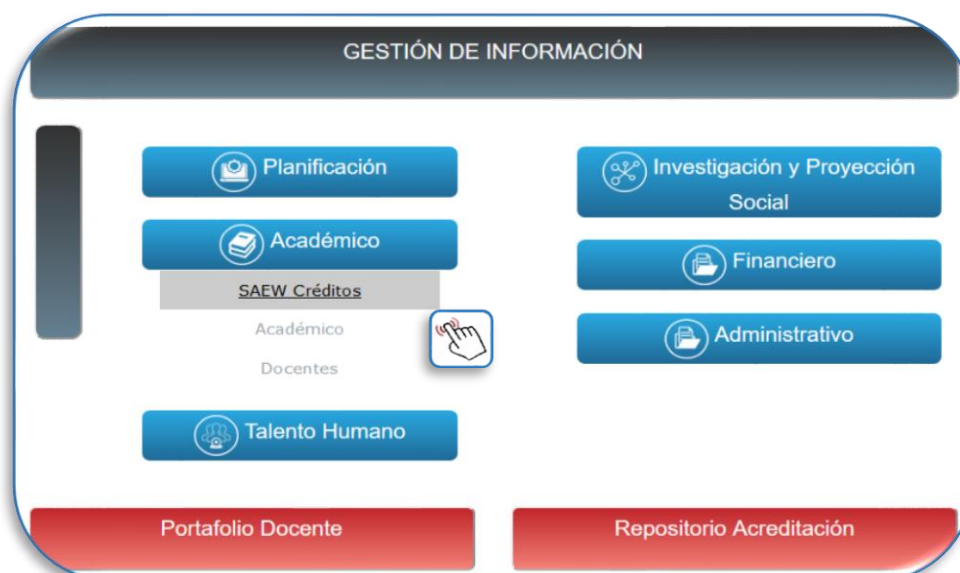 GESTIÓN DE INFORMACIÓN
Planificación
Académico
SAEW Créditos
Académico
Docentes
Talento Humano
Investigación y Proyección
Social
Financiero
Administrativo
Portafolio Docente
Repositorio Acreditación